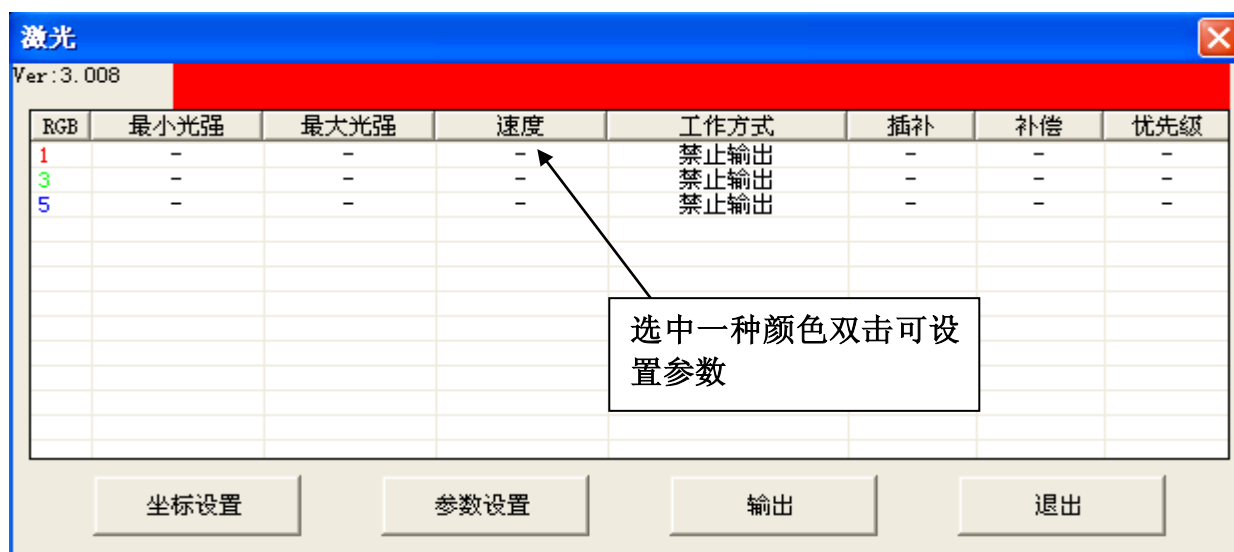 激光
Ver:3.008
RGB 最小光强 最大光强 速度 工作方式 插补 补偿 优先级
1 - - - 禁止输出 - - -
3 - - - 禁止输出 - - -
5 - - - 禁止输出 - - -
选中一种颜色双击可设
置参数
坐标设置 参数设置 输出 退出